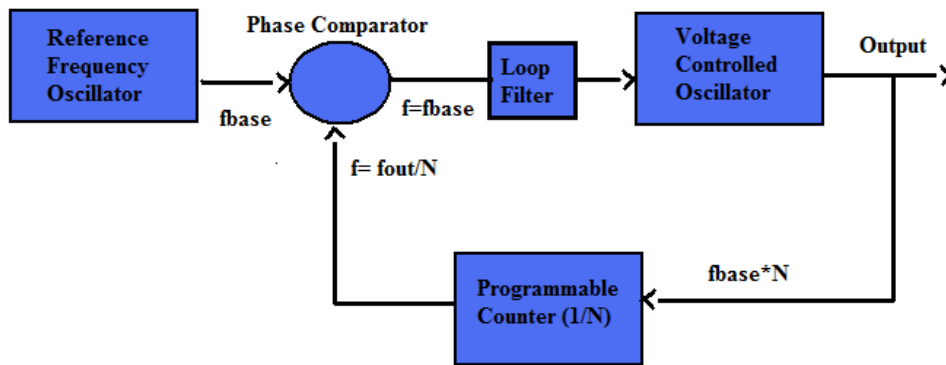 Reference
Frequency
Oscillator
Phase Comparator
fbase
f=fbase
Loop
Filter
Voltage
Controlled
Oscillator
Output
f= fout/N
Programmable
Counter (1/N)
fbase*N